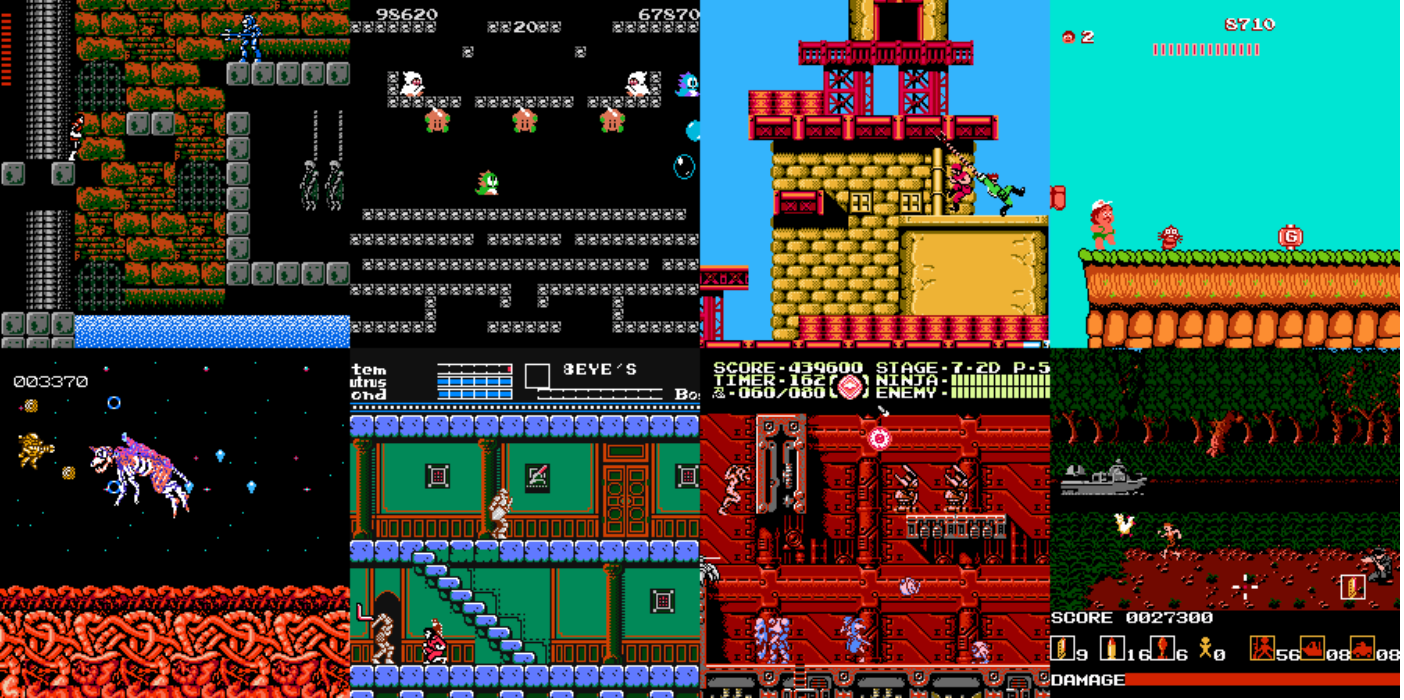 98620 20 67870
8710
2
G
003370
tem
utrus
ond
3EYE'S
Bo
SCORE-439600 STAGE-7-2D P-5
TIMER-162 NINJA-
-060/080 ENEMY-
SCORE 0027300
9 16 6 0 56 08 08
DAMAGE